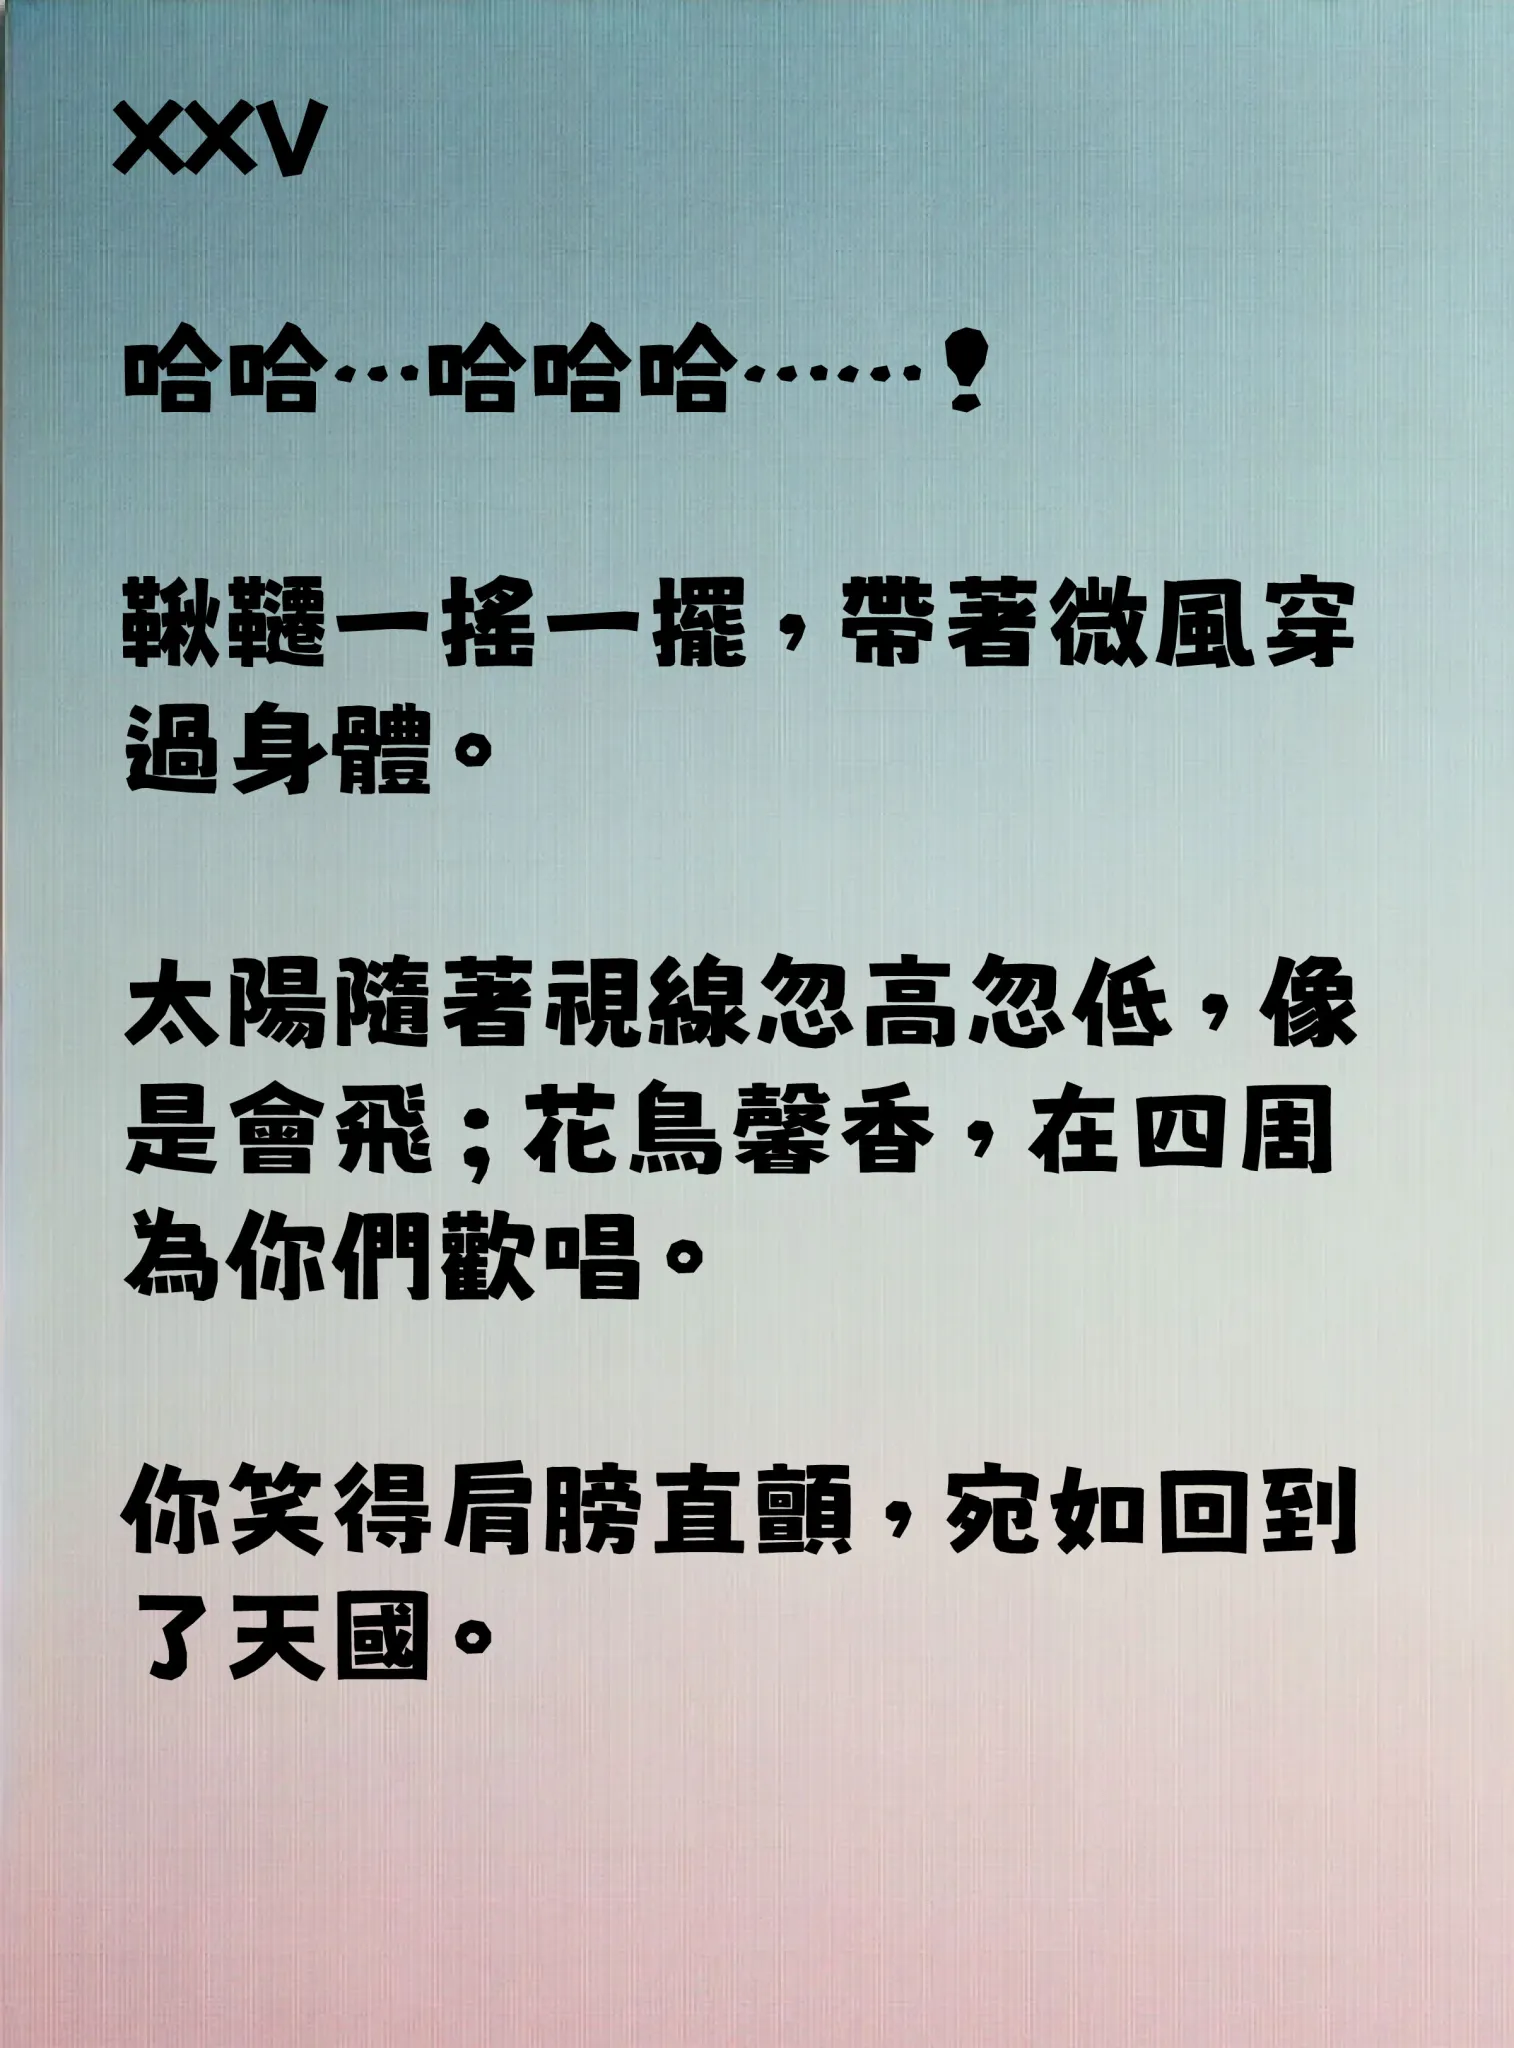 XXV
哈哈…哈哈哈……！
鞦韆一搖一擺，帶著微風穿
過身體。
太陽隨著視線忽高忽低，像
是會飛；花鳥馨香，在四周
為你們歡唱。
你笑得肩膀直顫，宛如回到
了天國。